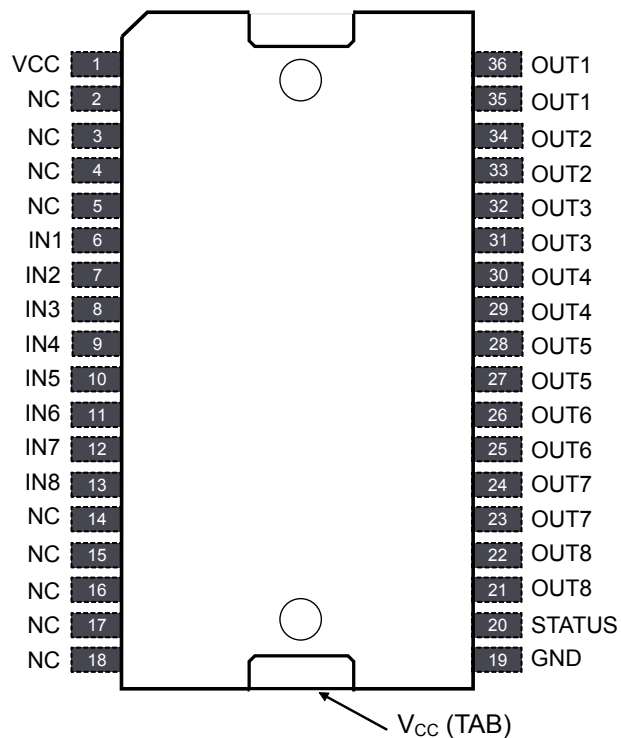 VCC 1 36 OUT1
NC 2 35 OUT1
NC 3 34 OUT2
NC 4 33 OUT2
NC 5 32 OUT3
IN1 6 31 OUT3
IN2 7 30 OUT4
IN3 8 29 OUT4
IN4 9 28 OUT5
IN5 10 27 OUT5
IN6 11 26 OUT6
IN7 12 25 OUT6
IN8 13 24 OUT7
NC 14 23 OUT7
NC 15 22 OUT8
NC 16 21 OUT8
NC 17 20 STATUS
NC 18 19 GND
VCC (TAB)